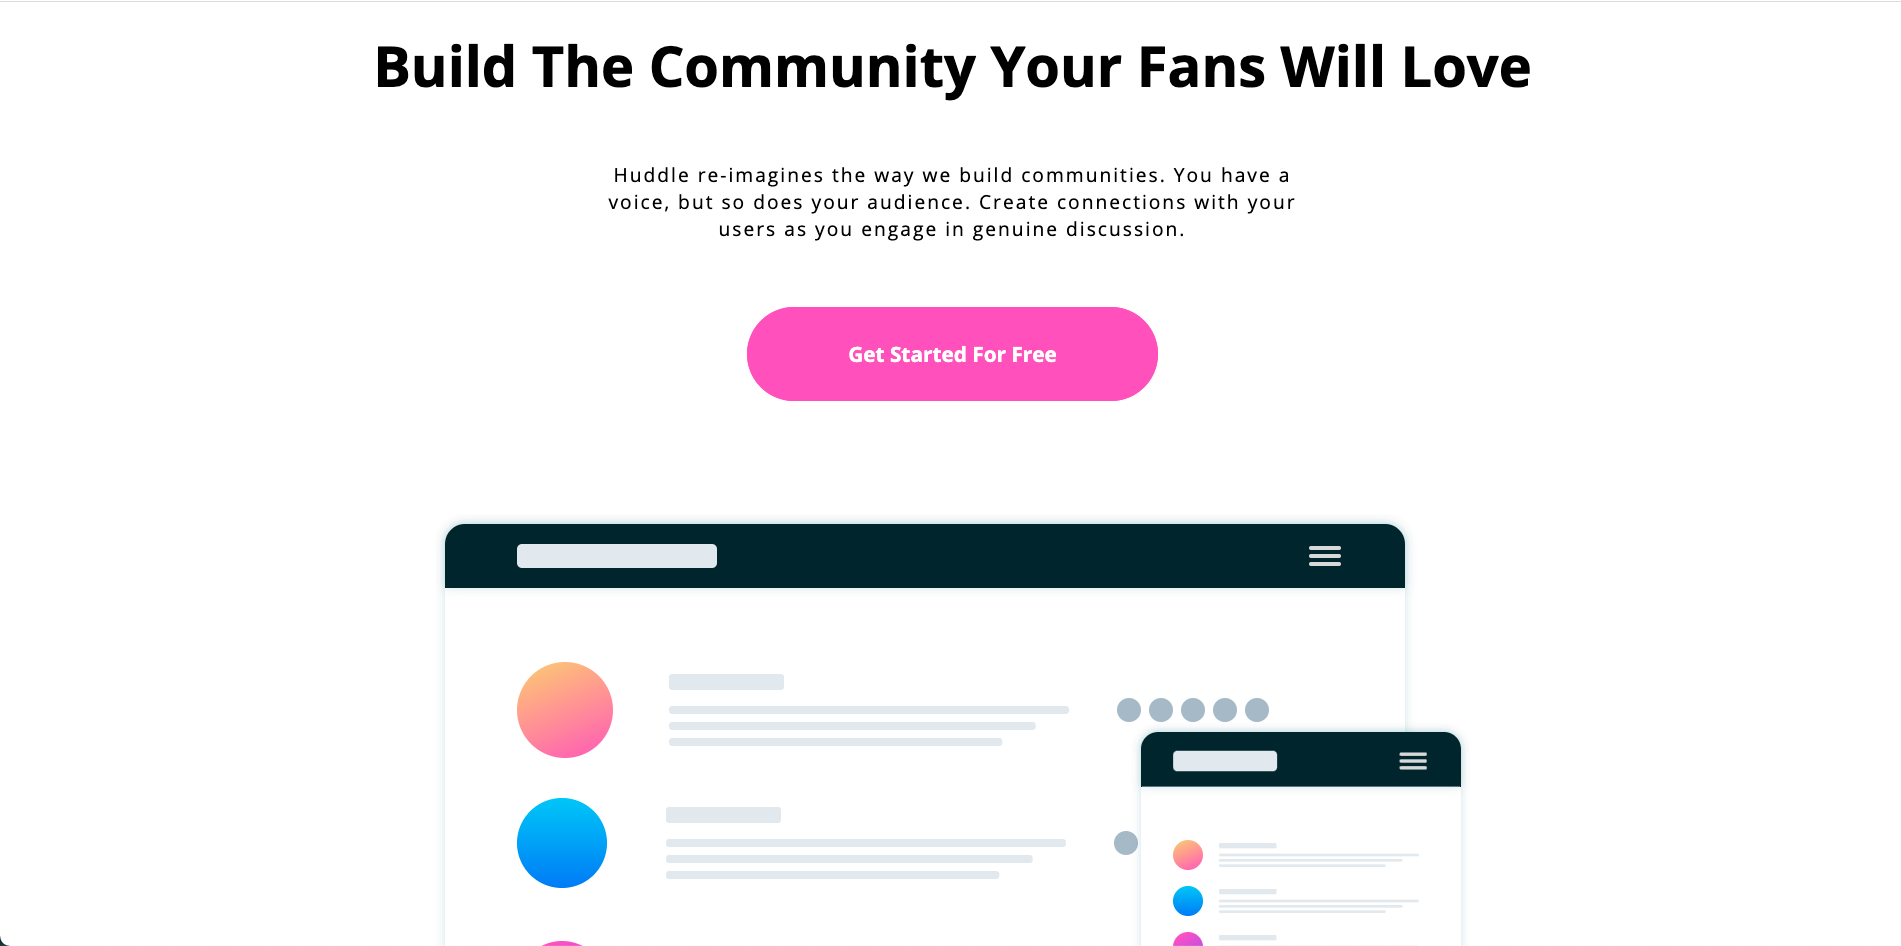 Build The Community Your Fans Will Love
Huddle re-imagines the way we build communities. You have a
voice, but so does your audience. Create connections with your
users as you engage in genuine discussion.
Get Started For Free